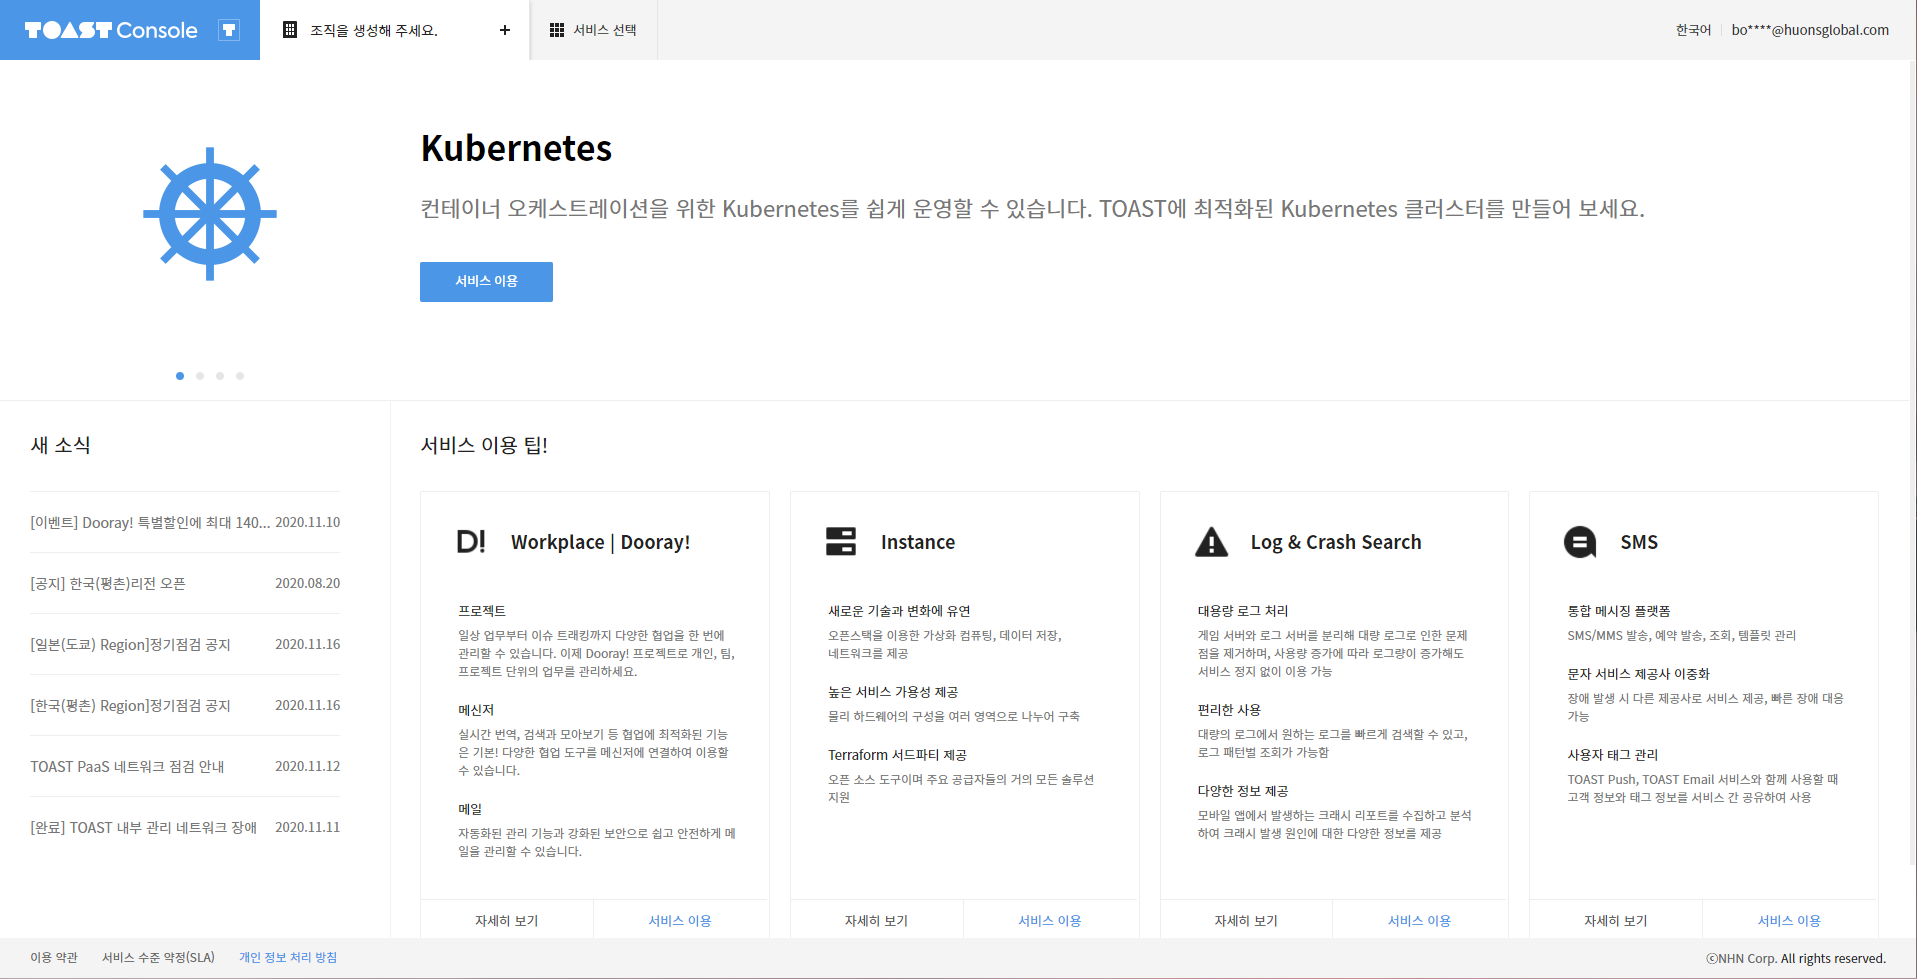 TOAST Console
조직을 생성해 주세요.
+
서비스 선택
한국어
bo****@huonsglobal.com
Kubernetes
컨테이너 오케스트레이션을 위한 Kubernetes를 쉽게 운영할 수 있습니다. TOAST에 최적화된 Kubernetes 클러스터를 만들어 보세요.
서비스 이용
새 소식
[이벤트] Dooray! 특별할인에 최대 140... 2020.11.10
[공지] 한국(평촌)리전 오픈 2020.08.20
[일본(도쿄) Region]정기점검 공지 2020.11.16
[한국(평촌) Region]정기점검 공지 2020.11.16
TOAST PaaS 네트워크 점검 안내 2020.11.12
[완료] TOAST 내부 관리 네트워크 장애 2020.11.11
서비스 이용 팁!
D! Workplace | Dooray!
프로젝트
일상 업무부터 이슈 트래킹까지 다양한 협업을 한 번에
관리할 수 있습니다. 이제 Dooray! 프로젝트로 개인, 팀,
프로젝트 단위의 업무를 관리하세요.
메신저
실시간 번역, 검색과 모아보기 등 협업에 최적화된 기능
은 기본! 다양한 협업 도구를 메신저에 연결하여 이용할
수 있습니다.
메일
자동화된 관리 기능과 강화된 보안으로 쉽고 안전하게 메
일을 관리할 수 있습니다.
자세히 보기
서비스 이용
Instance
새로운 기술과 변화에 유연
오픈스택을 이용한 가상화 컴퓨팅, 데이터 저장,
네트워크를 제공
높은 서비스 가용성 제공
물리 하드웨어의 구성을 여러 영역으로 나누어 구축
Terraform 서드파티 제공
오픈 소스 도구이며 주요 공급자들의 거의 모든 솔루션
지원
자세히 보기
서비스 이용
Log & Crash Search
대용량 로그 처리
게임 서버와 로그 서버를 분리해 대량 로그로 인한 문제
점을 제거하며, 사용량 증가에 따라 로그량이 증가해도
서비스 정지 없이 이용 가능
편리한 사용
대량의 로그에서 원하는 로그를 빠르게 검색할 수 있고,
로그 패턴별 조회가 가능함
다양한 정보 제공
모바일 앱에서 발생하는 크래시 리포트를 수집하고 분석
하여 크래시 발생 원인에 대한 다양한 정보를 제공
자세히 보기
서비스 이용
SMS
통합 메시징 플랫폼
SMS/MMS 발송, 예약 발송, 조회, 템플릿 관리
문자 서비스 제공사 이중화
장애 발생 시 다른 제공사로 서비스 제공, 빠른 장애 대응
가능
사용자 태그 관리
TOAST Push, TOAST Email 서비스와 함께 사용할 때
고객 정보와 태그 정보를 서비스 간 공유하여 사용
자세히 보기
서비스 이용
이용 약관
서비스 수준 약정(SLA)
개인 정보 처리 방침
ⓒNHN Corp. All rights reserved.